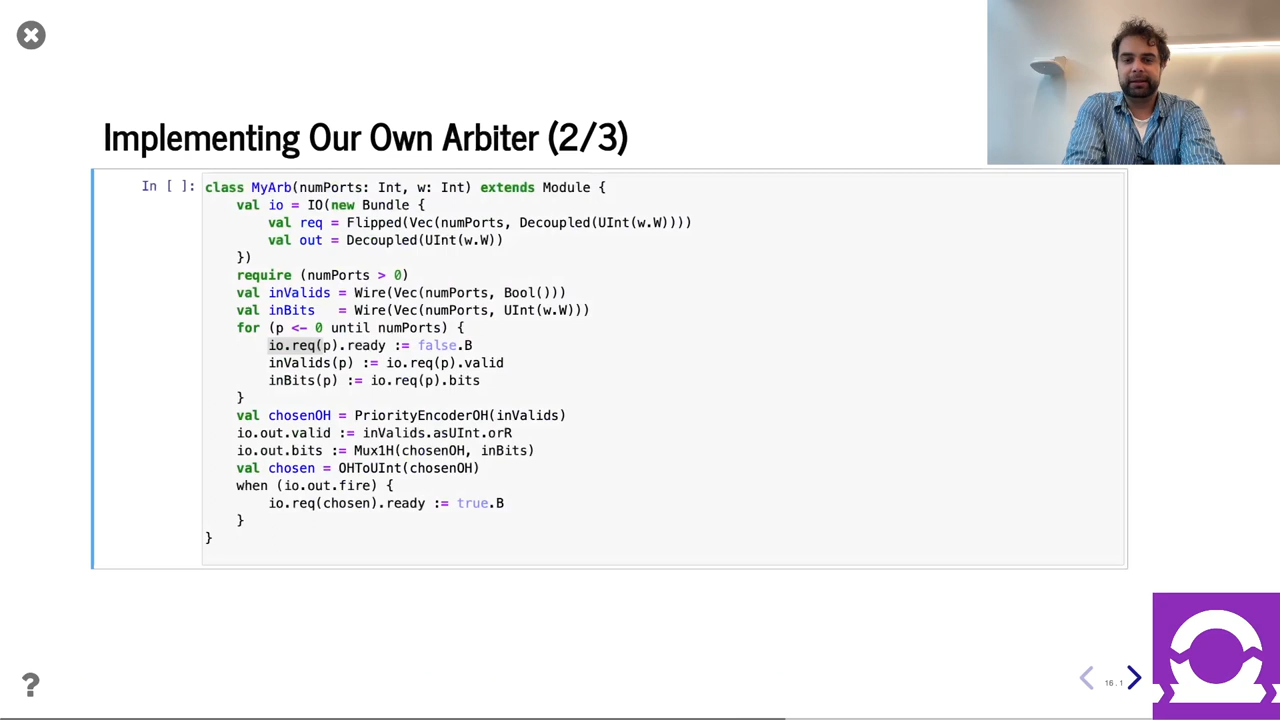 Implementing Our Own Arbiter (2/3)
In [ ]:
class MyArb(numPorts: Int, w: Int) extends Module {
    val io = IO(new Bundle {
        val req = Flipped(Vec(numPorts, Decoupled(UInt(w.W))))
        val out = Decoupled(UInt(w.W))
    })
    require (numPorts > 0)
    val inValids = Wire(Vec(numPorts, Bool()))
    val inBits   = Wire(Vec(numPorts, UInt(w.W)))
    for (p <- 0 until numPorts) {
        io.req(p).ready := false.B
        inValids(p) := io.req(p).valid
        inBits(p) := io.req(p).bits
    }
    val chosenOH = PriorityEncoderOH(inValids)
    io.out.valid := inValids.asUInt.orR
    io.out.bits := Mux1H(chosenOH, inBits)
    val chosen = OHToUInt(chosenOH)
    when (io.out.fire) {
        io.req(chosen).ready := true.B
    }
}
16.1
?